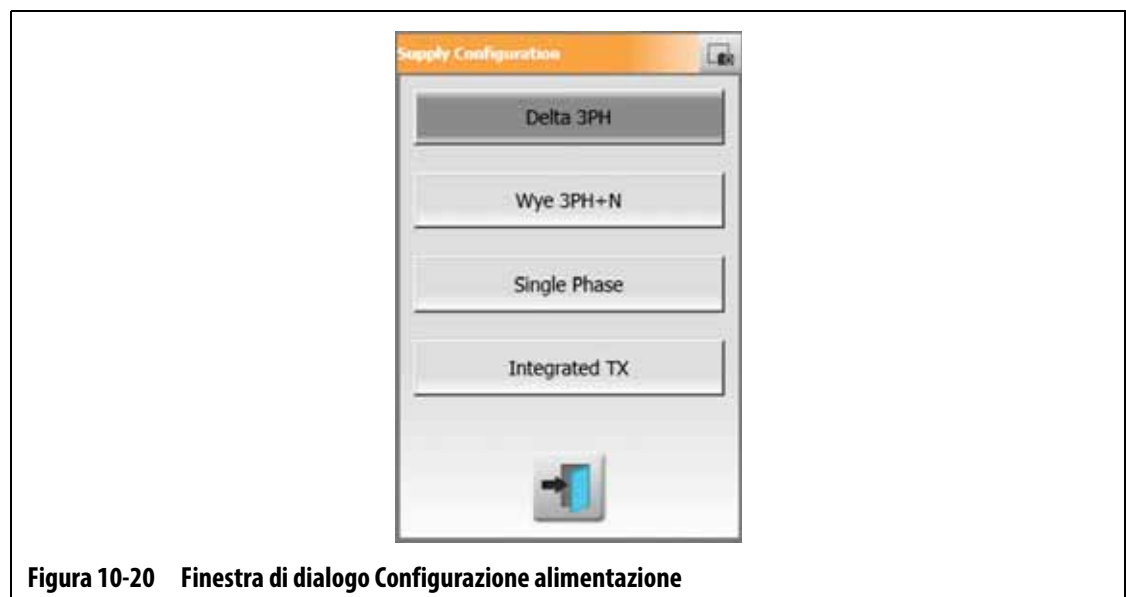 Supply Configuration
Delta 3PH
Wye 3PH+N
Single Phase
Integrated TX
Figura 10-20 Finestra di dialogo Configurazione alimentazione